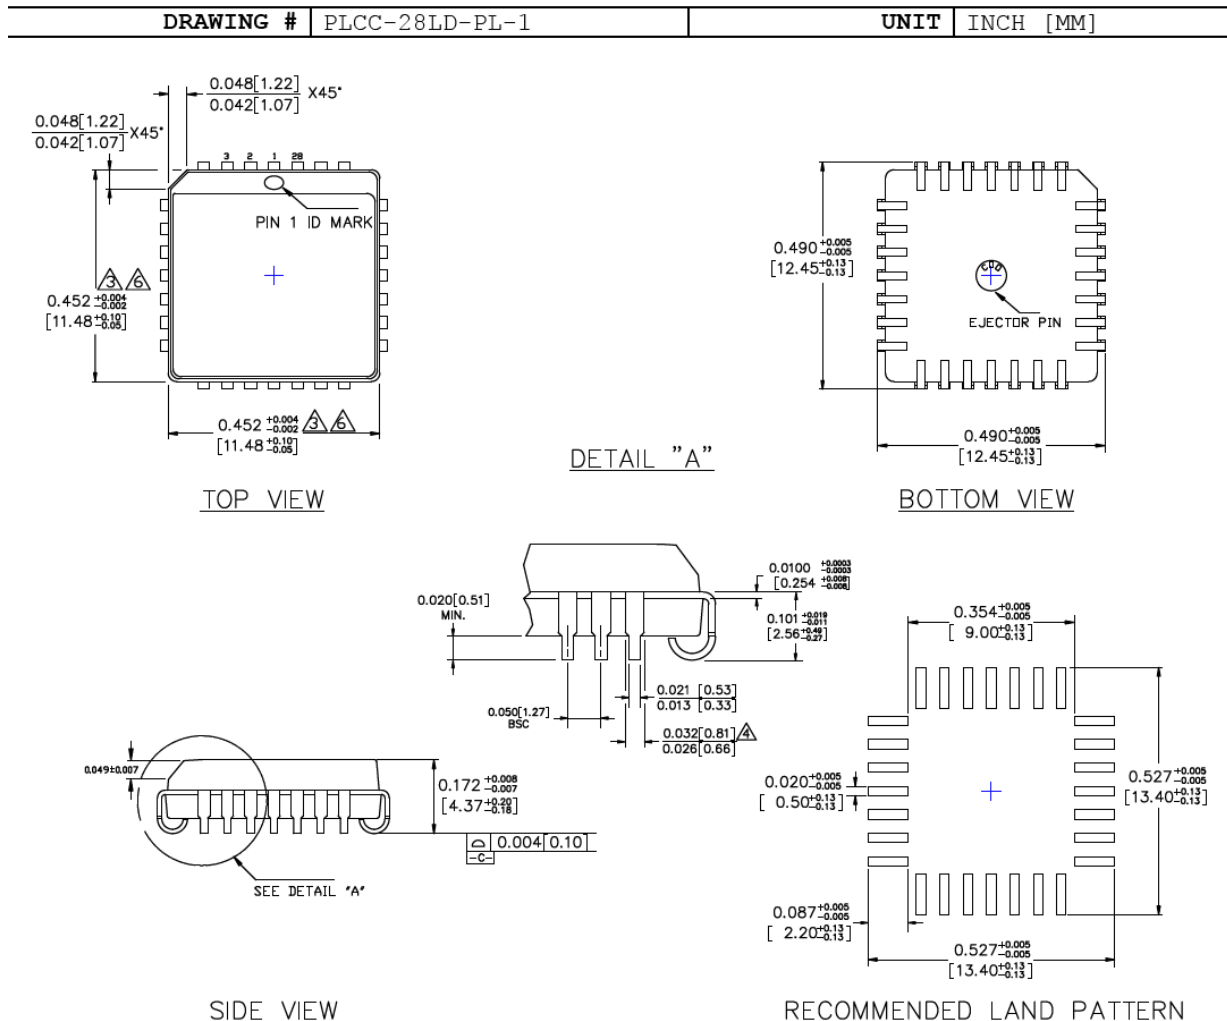 DRAWING # PLCC-28LD-PL-1 UNIT INCH [MM]
0.048[1.22]
0.042[1.07] X45°
0.048[1.22]
0.042[1.07] X45°
3 2 1 28
PIN 1 ID MARK
3 6
0.452 +0.004 -0.002
[11.48 +0.10 -0.05]
0.452 +0.004 -0.002 3 6
[11.48 +0.10 -0.05]
TOP VIEW
DETAIL "A"
0.490 +0.005 -0.005
[12.45 +0.13 -0.13]
EJECTOR PIN
0.490 +0.005 -0.005
[12.45 +0.13 -0.13]
BOTTOM VIEW
0.020[0.51]
MIN.
0.0100 +0.0003 -0.0003
[0.254 +0.008 -0.008]
0.101 +0.019 -0.011
[2.56 +0.49 -0.27]
0.021 [0.53]
0.013 [0.33]
0.050[1.27]
BSC
0.032[0.81] 4
0.026[0.66]
0.049±0.007
0.172 +0.008 -0.007
[4.37 +0.20 -0.18]
0.004[0.10]
-C-
SEE DETAIL "A"
SIDE VIEW
0.354 +0.005 -0.005
[ 9.00 +0.13 -0.13]
0.020 +0.005 -0.005
[ 0.50 +0.13 -0.13]
0.527 +0.005 -0.005
[13.40 +0.13 -0.13]
0.087 +0.005 -0.005
[ 2.20 +0.13 -0.13]
0.527 +0.005 -0.005
[13.40 +0.13 -0.13]
RECOMMENDED LAND PATTERN